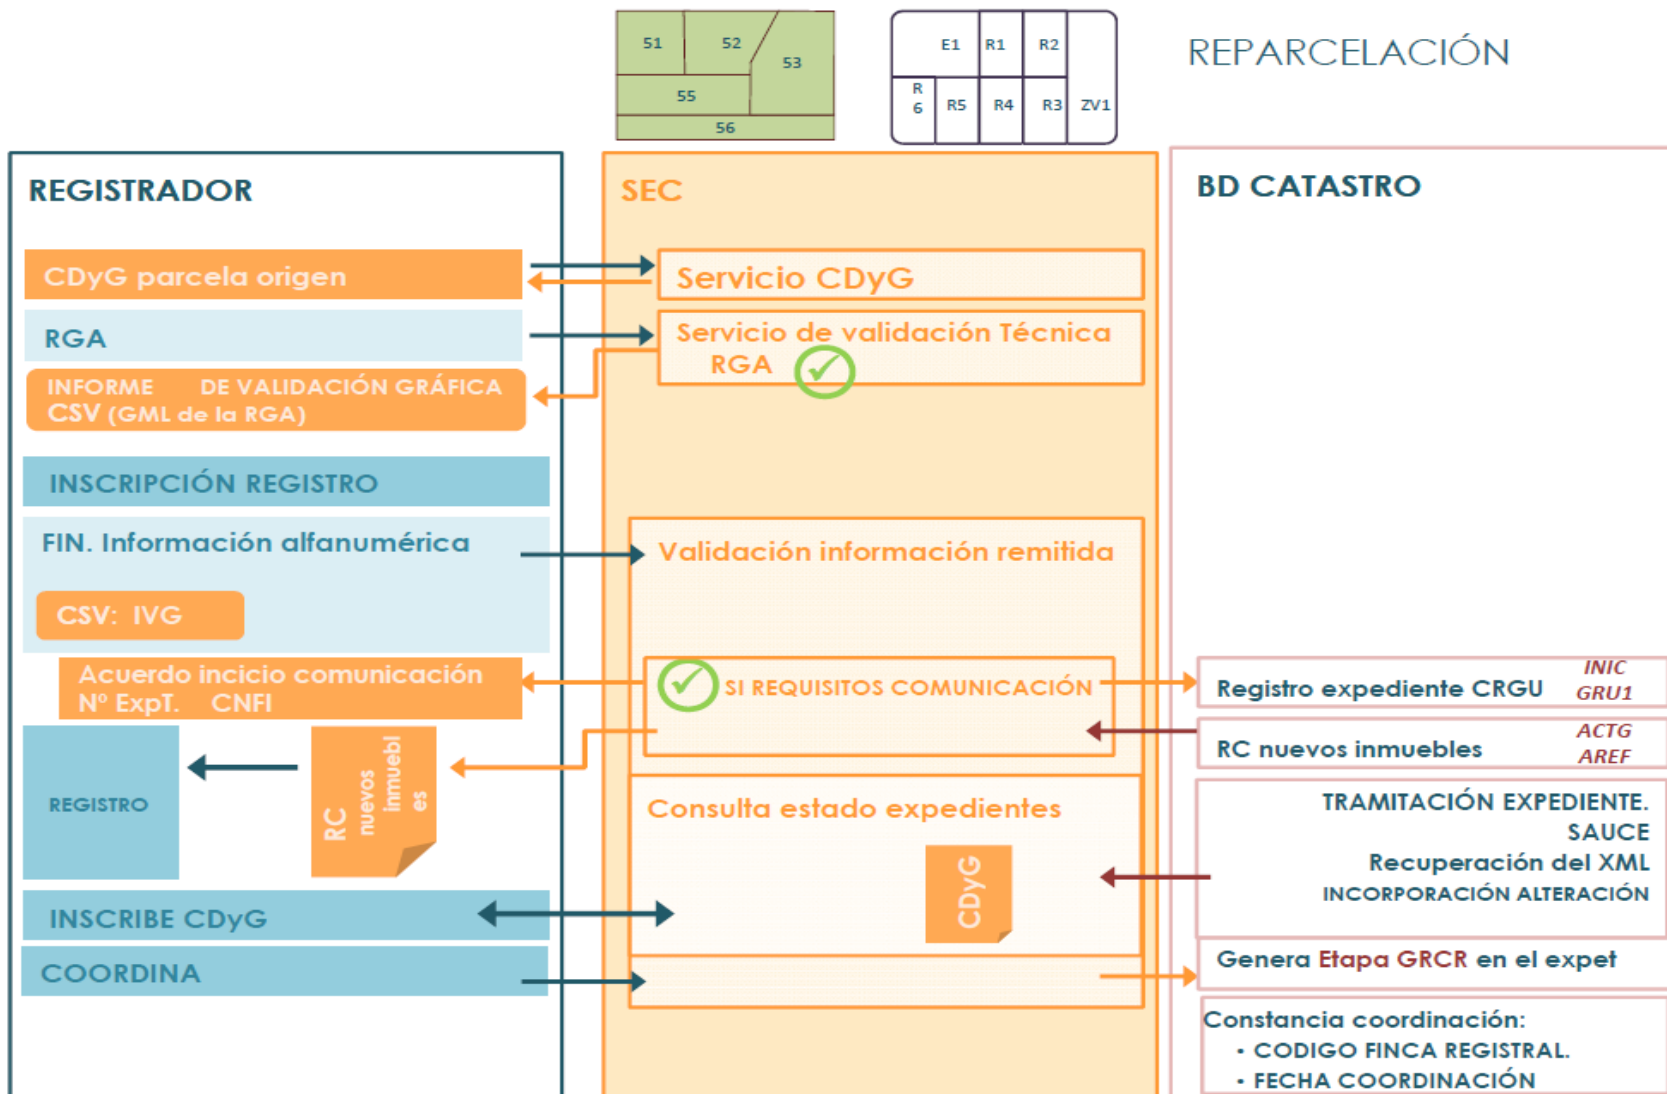 51
52
53
55
56
E1
R1
R2
R
6
R5
R4
R3
ZV1
REPARCELACIÓN
REGISTRADOR
CDyG parcela origen
RGA
INFORME DE VALIDACIÓN GRÁFICA
CSV (GML de la RGA)
INSCRIPCIÓN REGISTRO
FIN. Información alfanumérica
CSV: IVG
Acuerdo incicio comunicación
Nº ExpT. CNFI
REGISTRO
RC
nuevos
inmuebl
es
INSCRIBE CDyG
COORDINA
SEC
Servicio CDyG
Servicio de validación Técnica
RGA
Validación información remitida
SI REQUISITOS COMUNICACIÓN
Consulta estado expedientes
CDyG
BD CATASTRO
Registro expediente CRGU
INIC
GRU1
RC nuevos inmuebles
ACTG
AREF
TRAMITACIÓN EXPEDIENTE.
SAUCE
Recuperación del XML
INCORPORACIÓN ALTERACIÓN
Genera Etapa GRCR en el expet
Constancia coordinación:
• CODIGO FINCA REGISTRAL.
• FECHA COORDINACIÓN